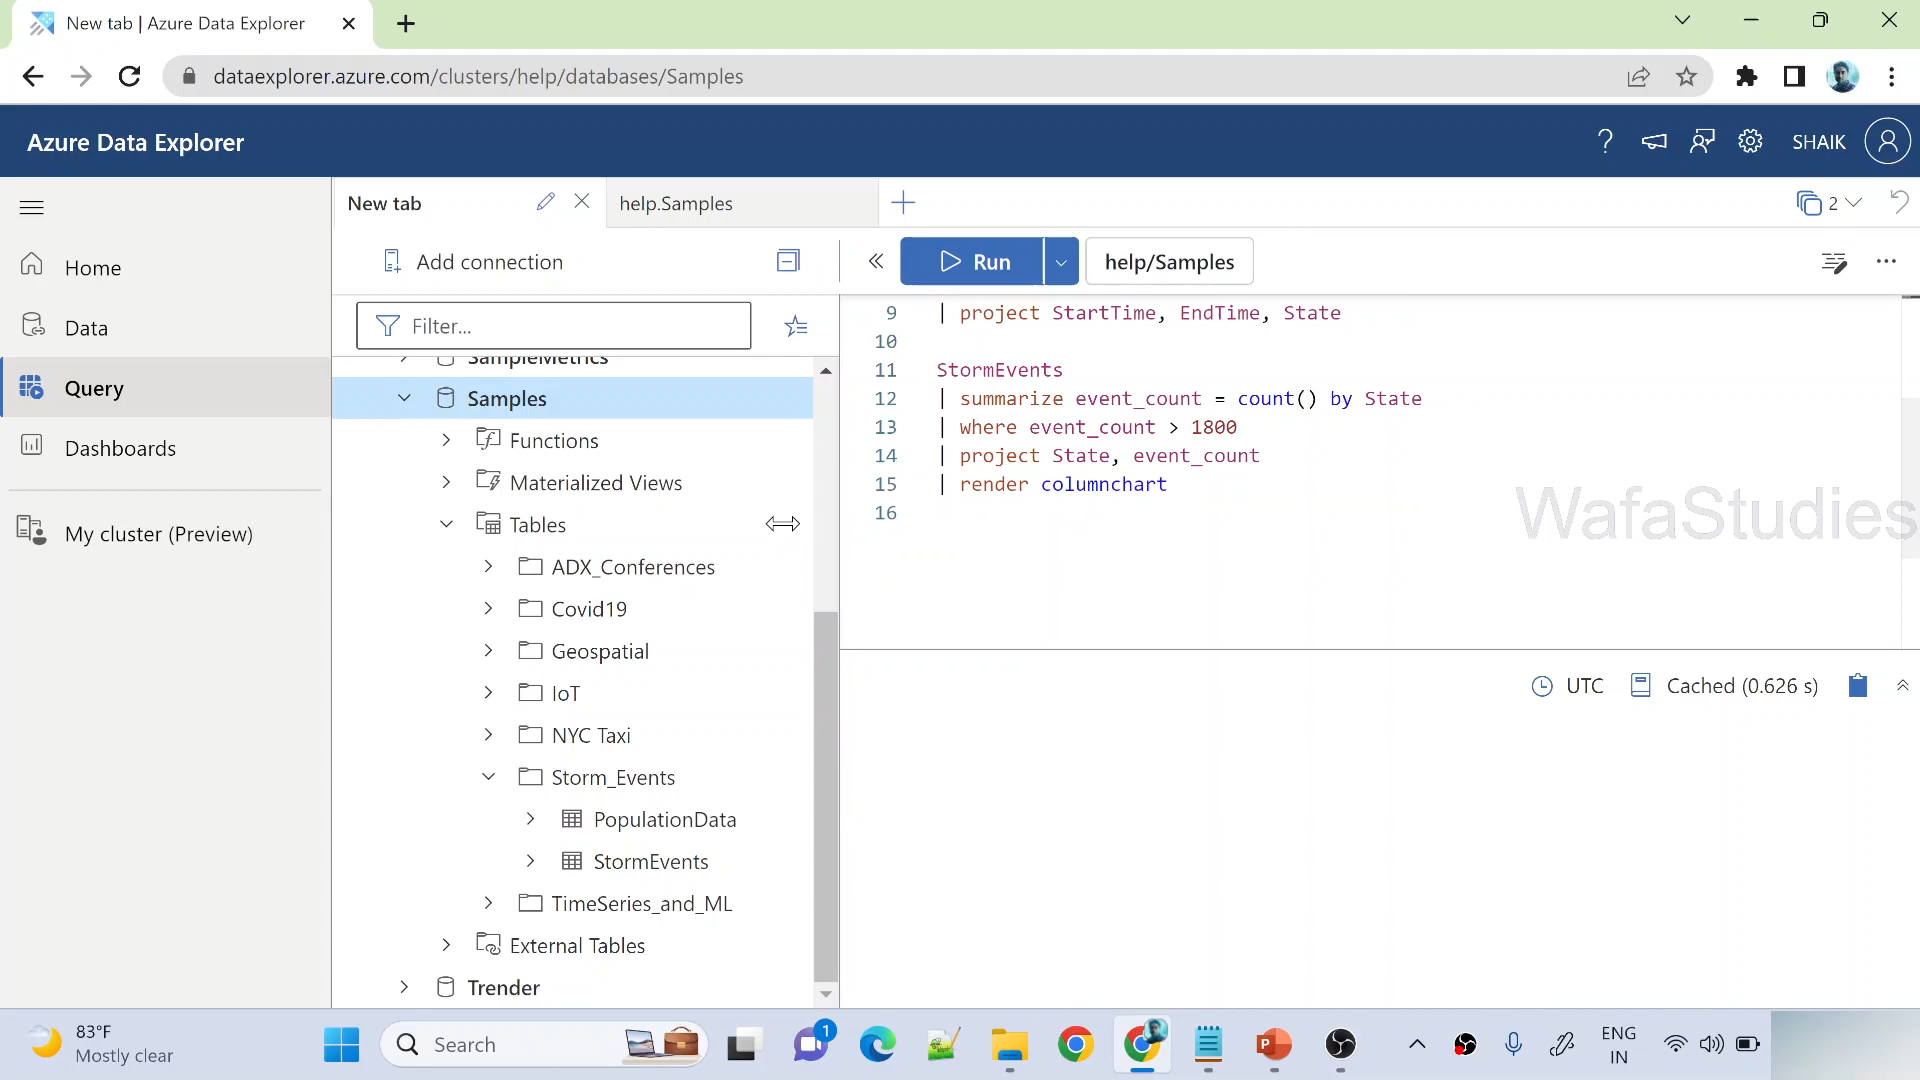 New tab | Azure Data Explorer
dataexplorer.azure.com/clusters/help/databases/Samples
Azure Data Explorer
SHAIK
Home
Data
Query
Dashboards
My cluster (Preview)
New tab
help.Samples
2
Add connection
Run
help/Samples
Filter...
SampleMetrics
Samples
Functions
Materialized Views
Tables
ADX_Conferences
Covid19
Geospatial
IoT
NYC Taxi
Storm_Events
PopulationData
StormEvents
TimeSeries_and_ML
External Tables
Trender
9 | project StartTime, EndTime, State
10
11 StormEvents
12 | summarize event_count = count() by State
13 | where event_count > 1800
14 | project State, event_count
15 | render columnchart
16
WafaStudies
UTC
Cached (0.626 s)
83°F
Mostly clear
Search
1
P
ENG
IN